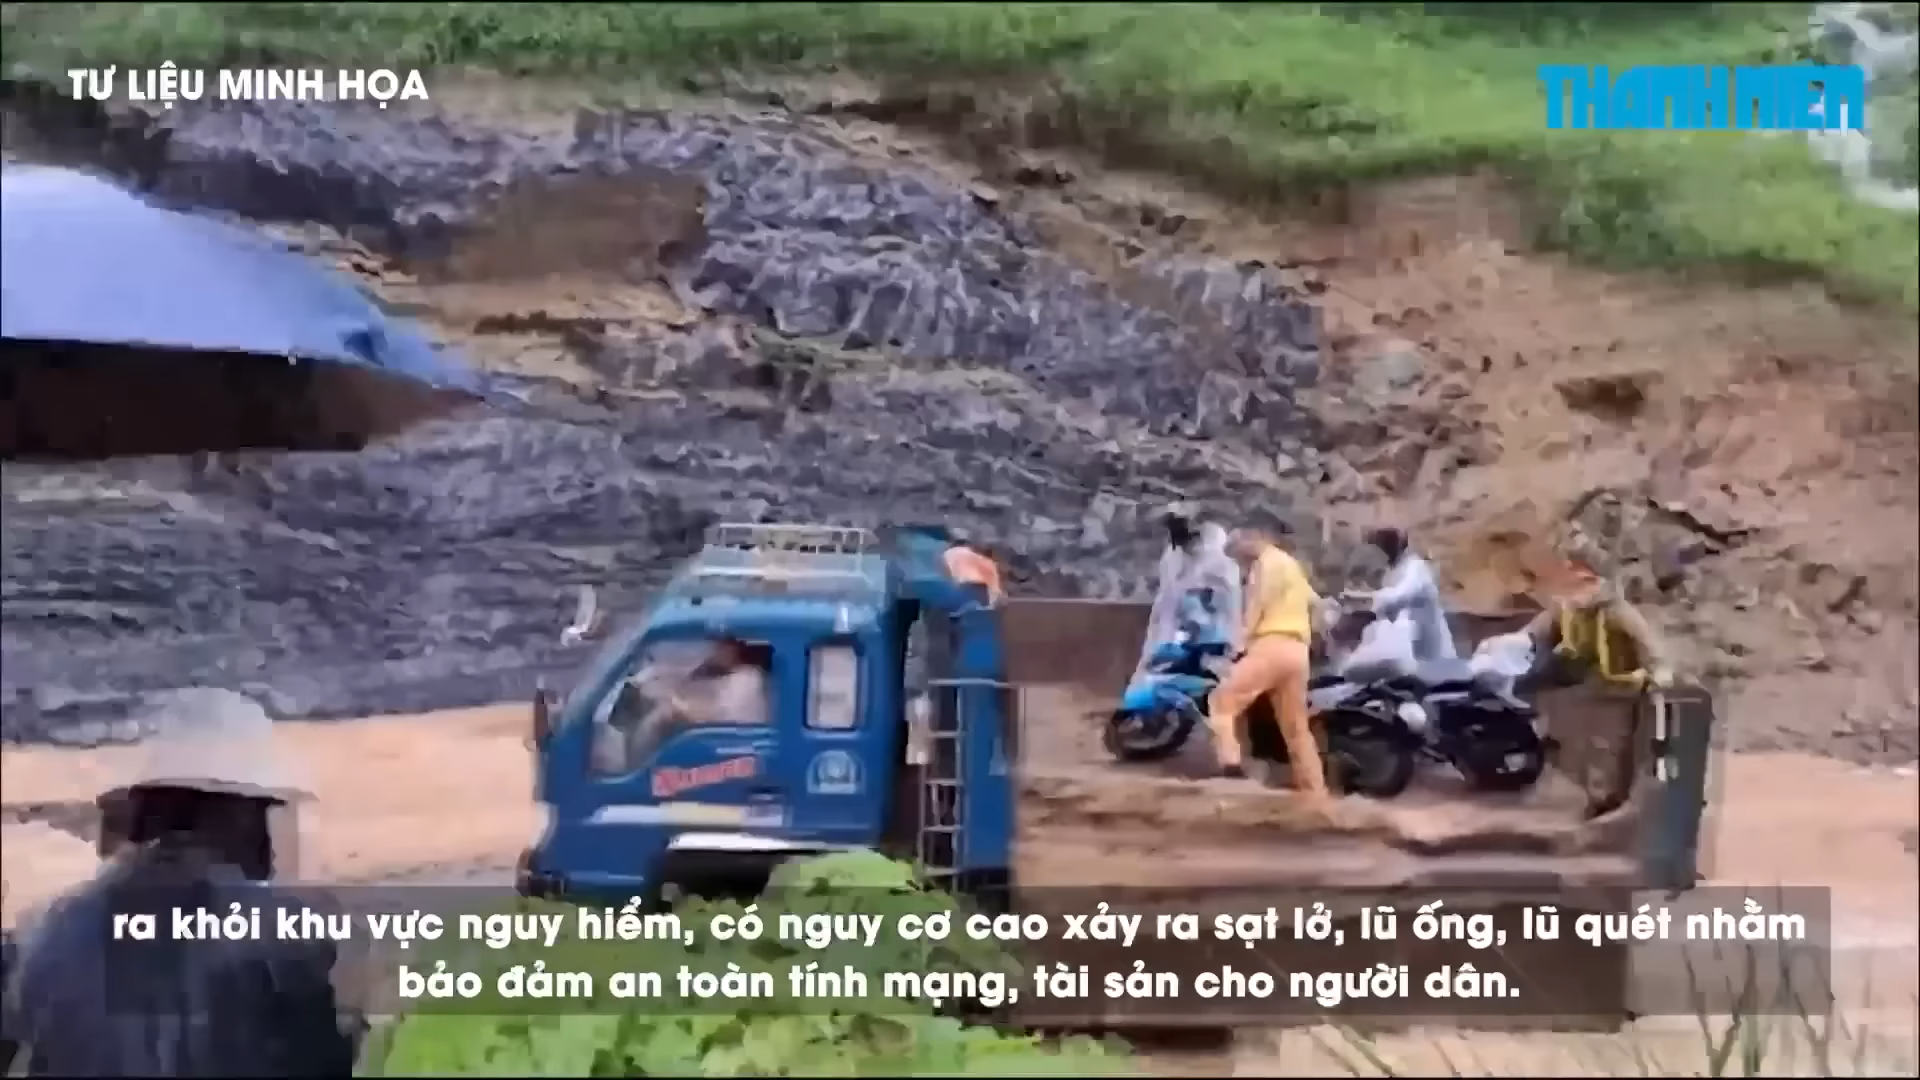 TƯ LIỆU MINH HỌA
THANH NIÊN
ra khỏi khu vực nguy hiểm, có nguy cơ cao xảy ra sạt lở, lũ ống, lũ quét nhằm
bảo đảm an toàn tính mạng, tài sản cho người dân.